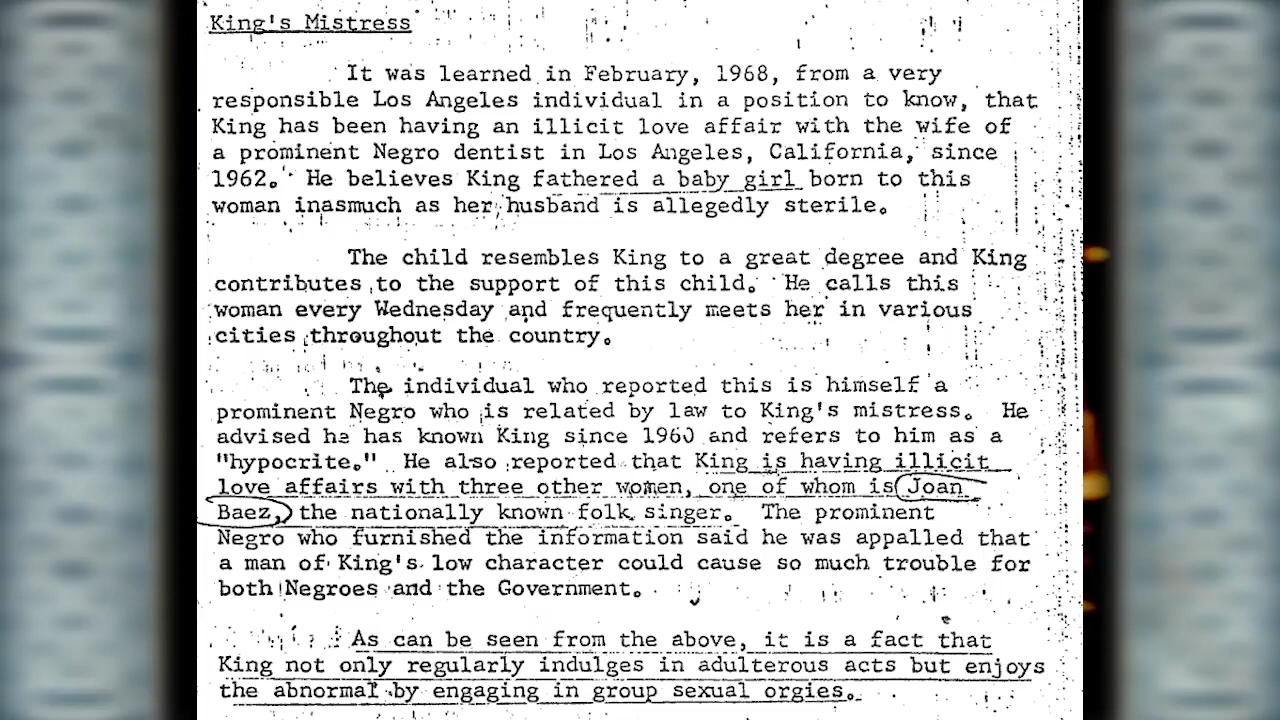 King's Mistress
It was learned in February, 1968, from a very
responsible Los Angeles individual in a position to know, that
King has been having an illicit love affair with the wife of
a prominent Negro dentist in Los Angeles, California, since
1962. He believes King fathered a baby girl born to this
woman inasmuch as her husband is allegedly sterile.
The child resembles King to a great degree and King
contributes to the support of this child. He calls this
woman every Wednesday and frequently meets her in various
cities throughout the country.
The individual who reported this is himself a
prominent Negro who is related by law to King's mistress. He
advised he has known King since 1960 and refers to him as a
"hypocrite." He also reported that King is having illicit
love affairs with three other women, one of whom is Joan
Baez, the nationally known folk singer. The prominent
Negro who furnished the information said he was appalled that
a man of King's low character could cause so much trouble for
both Negroes and the Government.
As can be seen from the above, it is a fact that
King not only regularly indulges in adulterous acts but enjoys
the abnormal by engaging in group sexual orgies.